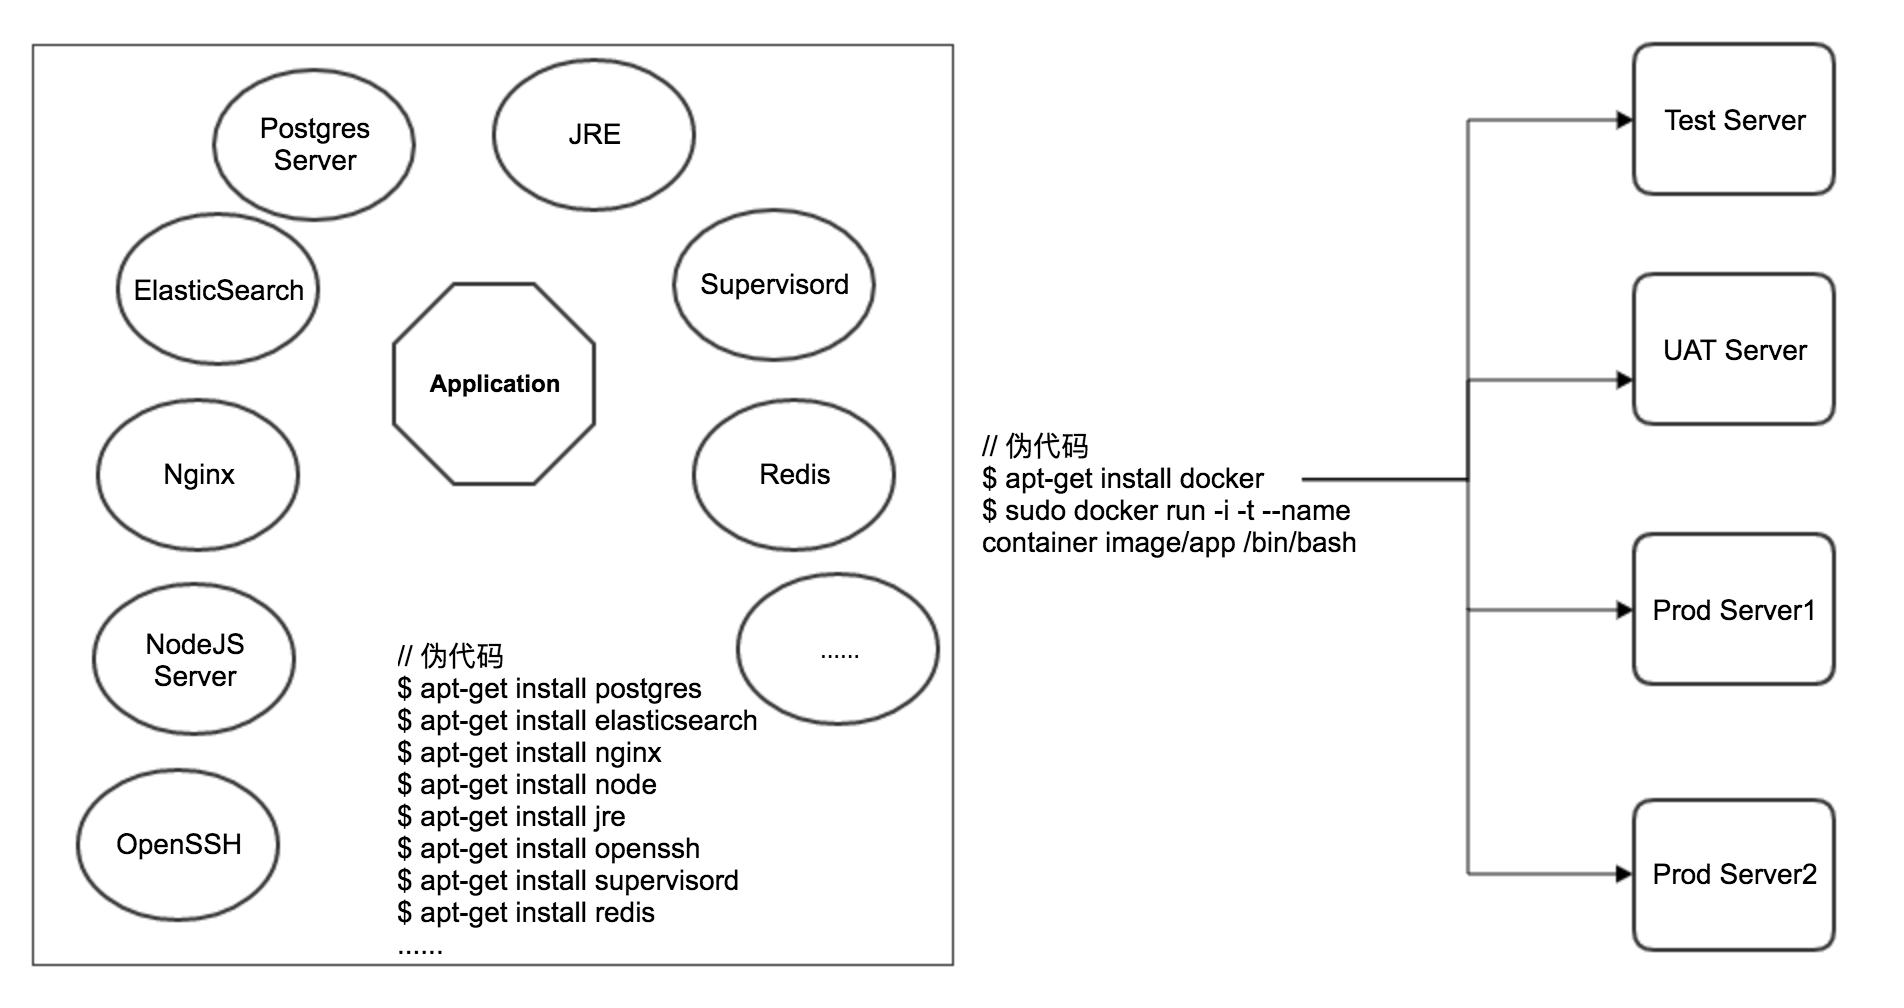 Postgres
Server
JRE
ElasticSearch
Supervisord
Application
Nginx
Redis
NodeJS
Server
......
OpenSSH
// 伪代码
$ apt-get install postgres
$ apt-get install elasticsearch
$ apt-get install nginx
$ apt-get install node
$ apt-get install jre
$ apt-get install openssh
$ apt-get install supervisord
$ apt-get install redis
......
// 伪代码
$ apt-get install docker
$ sudo docker run -i -t --name
container image/app /bin/bash
Test Server
UAT Server
Prod Server1
Prod Server2